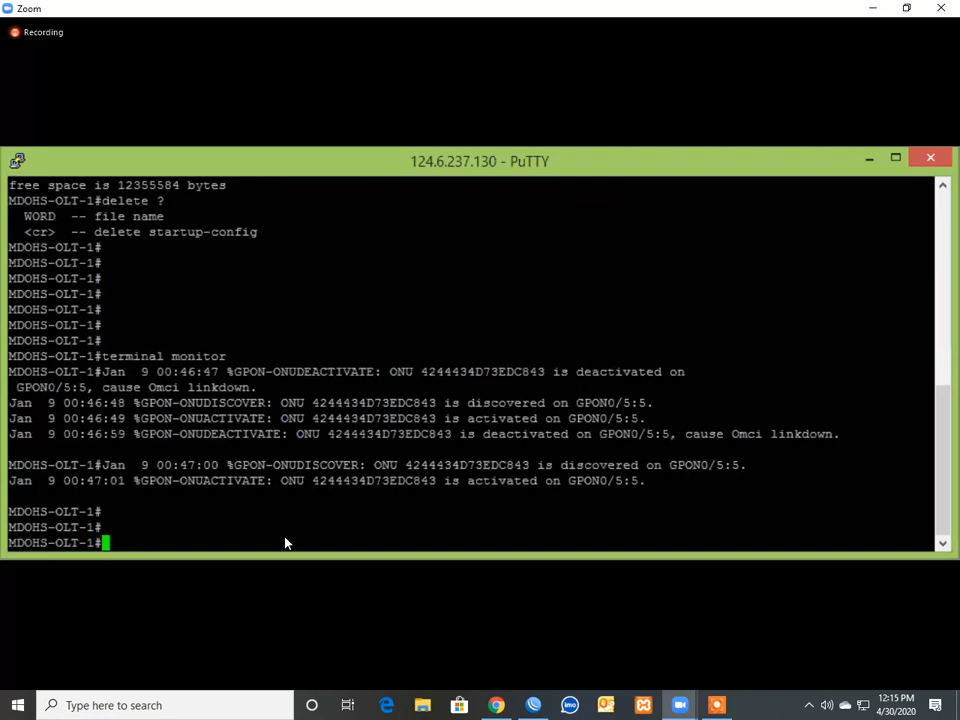 Zoom
Recording
124.6.237.130 - PuTTY
free space is 12355584 bytes
MDOHS-OLT-1#delete ?
  WORD  -- file name
  <cr>  -- delete startup-config
MDOHS-OLT-1#
MDOHS-OLT-1#
MDOHS-OLT-1#
MDOHS-OLT-1#
MDOHS-OLT-1#
MDOHS-OLT-1#
MDOHS-OLT-1#
MDOHS-OLT-1#terminal monitor
MDOHS-OLT-1#Jan  9 00:46:47 %GPON-ONUDEACTIVATE: ONU 4244434D73EDC843 is deactivated on
 GPON0/5:5, cause Omci linkdown.
Jan  9 00:46:48 %GPON-ONUDISCOVER: ONU 4244434D73EDC843 is discovered on GPON0/5:5.
Jan  9 00:46:49 %GPON-ONUACTIVATE: ONU 4244434D73EDC843 is activated on GPON0/5:5.
Jan  9 00:46:59 %GPON-ONUDEACTIVATE: ONU 4244434D73EDC843 is deactivated on GPON0/5:5, cause Omci linkdown.
MDOHS-OLT-1#Jan  9 00:47:00 %GPON-ONUDISCOVER: ONU 4244434D73EDC843 is discovered on GPON0/5:5.
Jan  9 00:47:01 %GPON-ONUACTIVATE: ONU 4244434D73EDC843 is activated on GPON0/5:5.
MDOHS-OLT-1#
MDOHS-OLT-1#
MDOHS-OLT-1#
Type here to search
imo
12:15 PM
4/30/2020